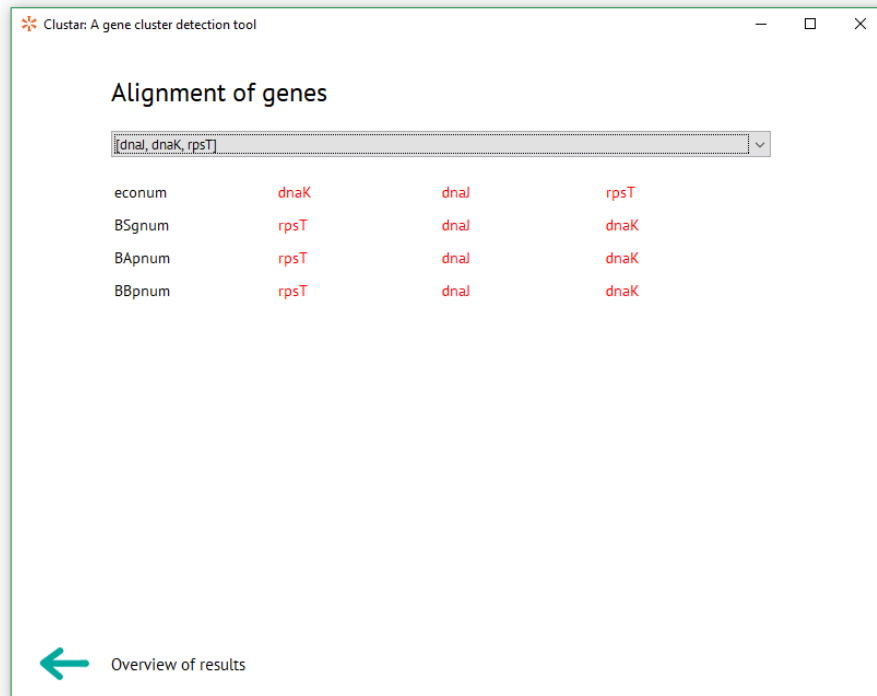 Clustar: A gene cluster detection tool
Alignment of genes
[dnaJ, dnaK, rpsT]
econum dnaK dnaJ rpsT
BSgnum rpsT dnaJ dnaK
BApnum rpsT dnaJ dnaK
BBpnum rpsT dnaJ dnaK
Overview of results